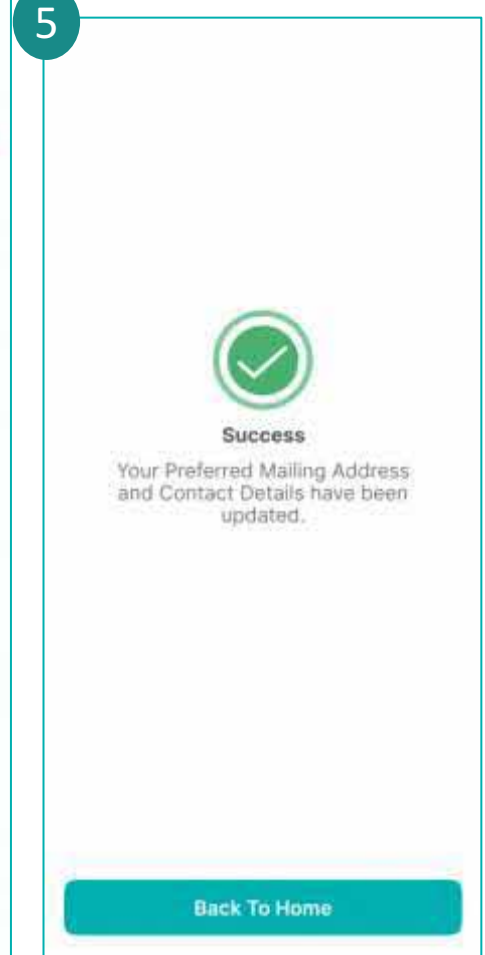 5
Success
Your Preferred Mailing Address
and Contact Details have been
updated.
Back To Home